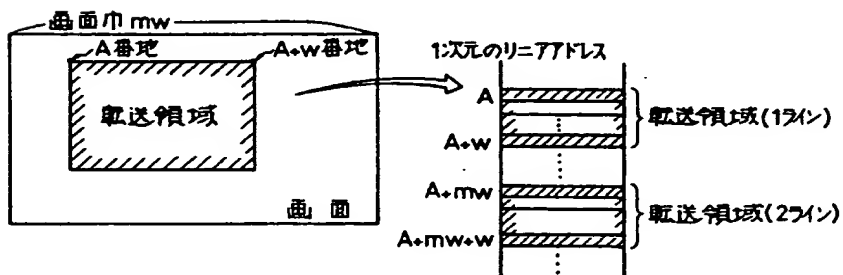 画面巾mw
A番地
A+w番地
転送領域
画面
1次元のリニアアドレス
A
A+w
A+mw
A+mw+w
転送領域(1ライン)
転送領域(2ライン)